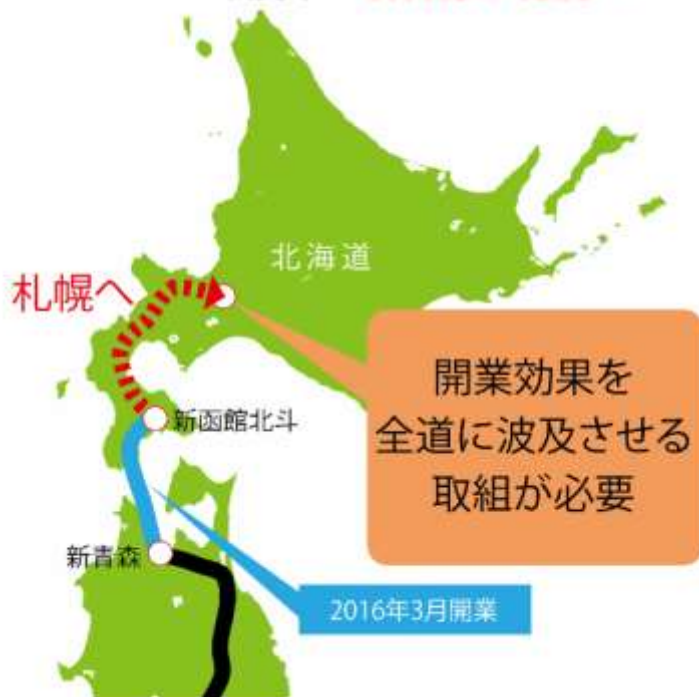 北海道
札幌へ
開業効果を
全道に波及させる
取組が必要
新函館北斗
新青森
2016年3月開業